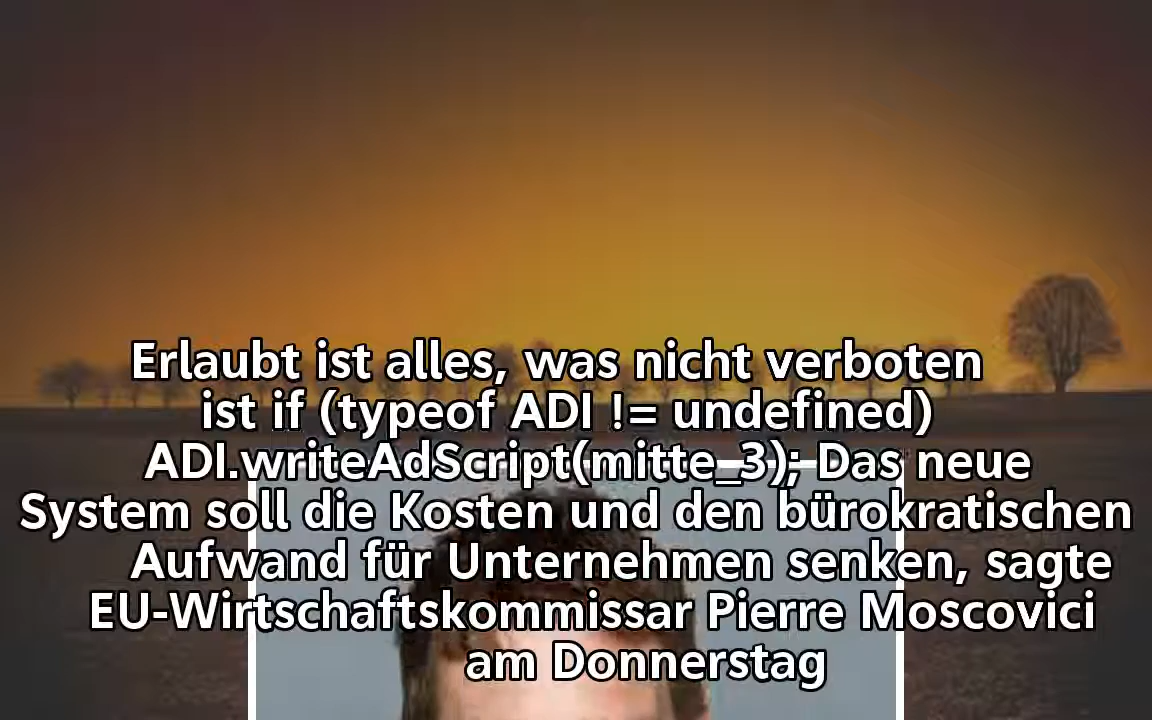 Erlaubt ist alles, was nicht verboten
ist if (typeof ADI != undefined)
ADI.writeAdScript(mitte_3); Das neue
System soll die Kosten und den bürokratischen
Aufwand für Unternehmen senken, sagte
EU-Wirtschaftskommissar Pierre Moscovici
am Donnerstag